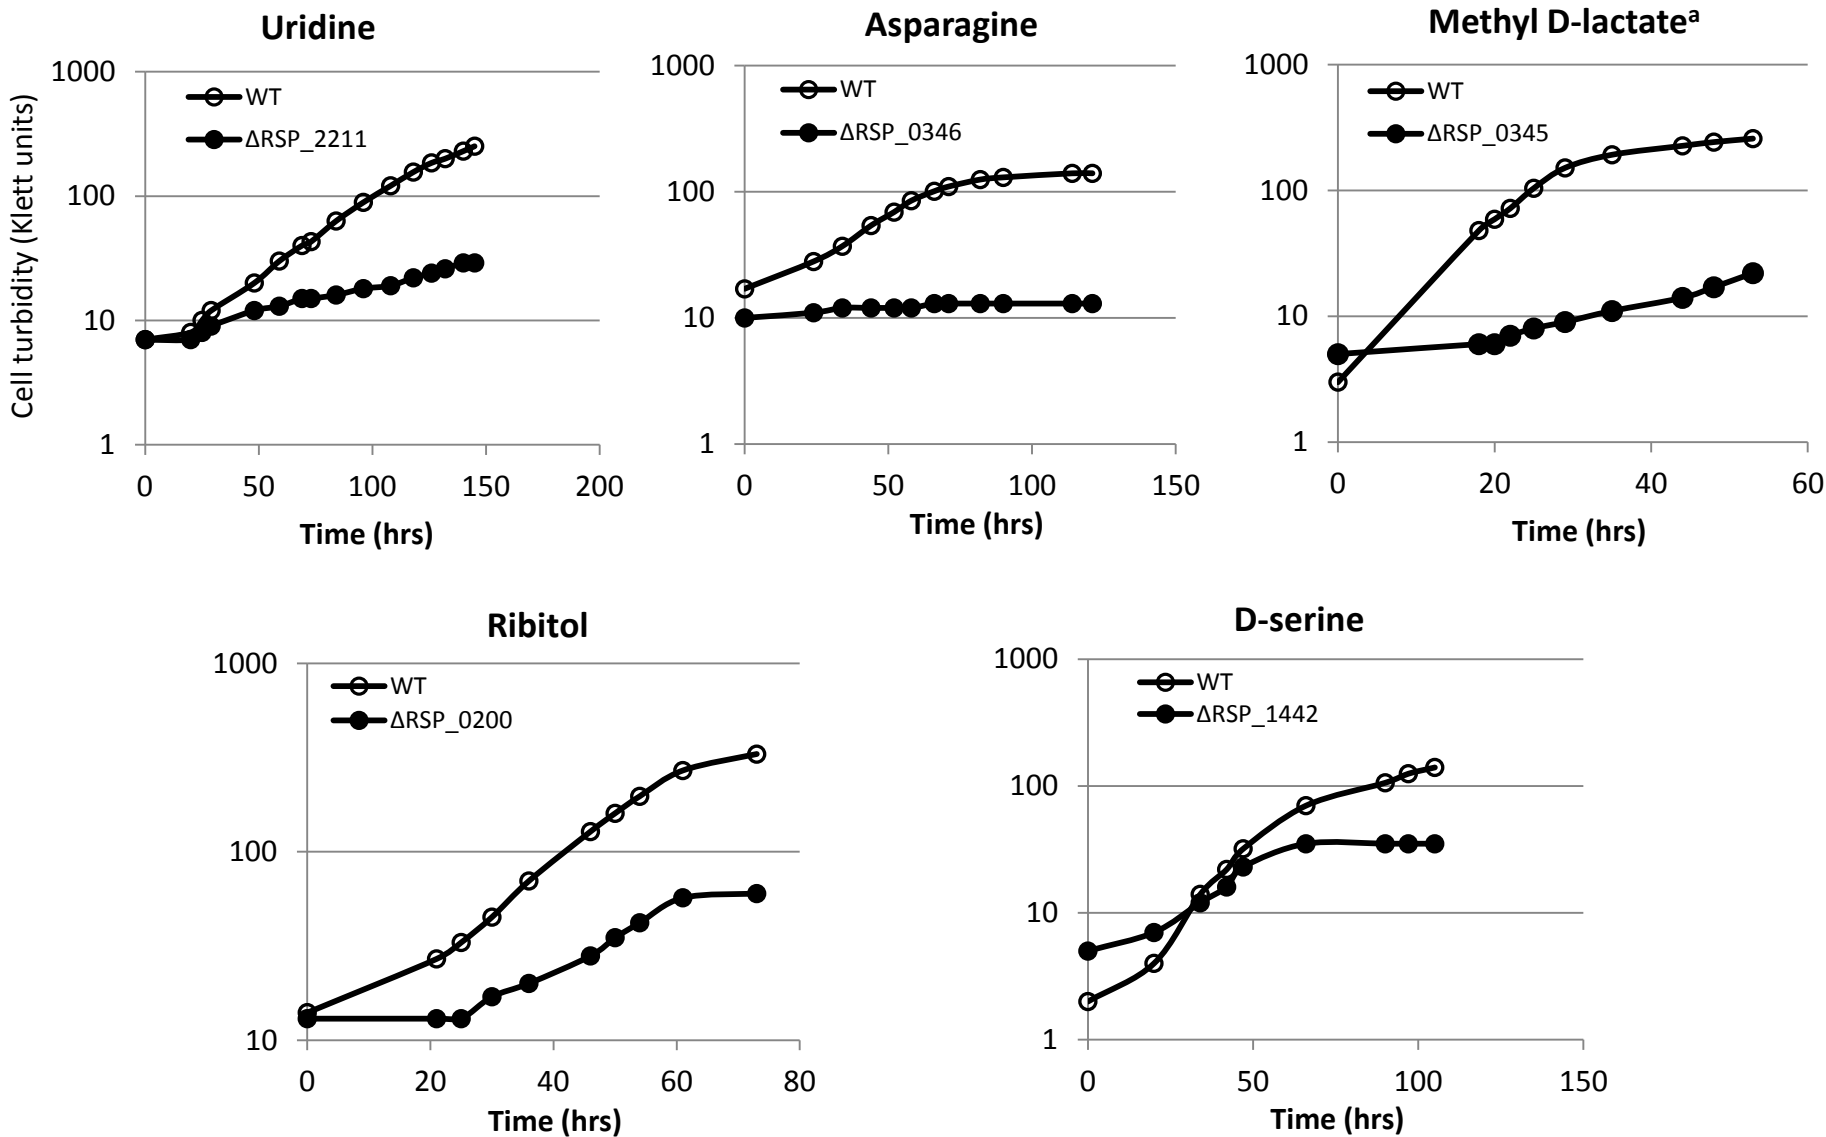 Uridine
Cell turbidity (Klett units)
1000
100
10
1
WT
ΔRSP_2211
0 50 100 150 200
Time (hrs)
Asparagine
1000
100
10
1
WT
ΔRSP_0346
0 50 100 150
Time (hrs)
Methyl D-lactateᵃ
1000
100
10
1
WT
ΔRSP_0345
0 20 40 60
Time (hrs)
Ribitol
1000
100
10
WT
ΔRSP_0200
0 20 40 60 80
Time (hrs)
D-serine
1000
100
10
1
WT
ΔRSP_1442
0 50 100 150
Time (hrs)